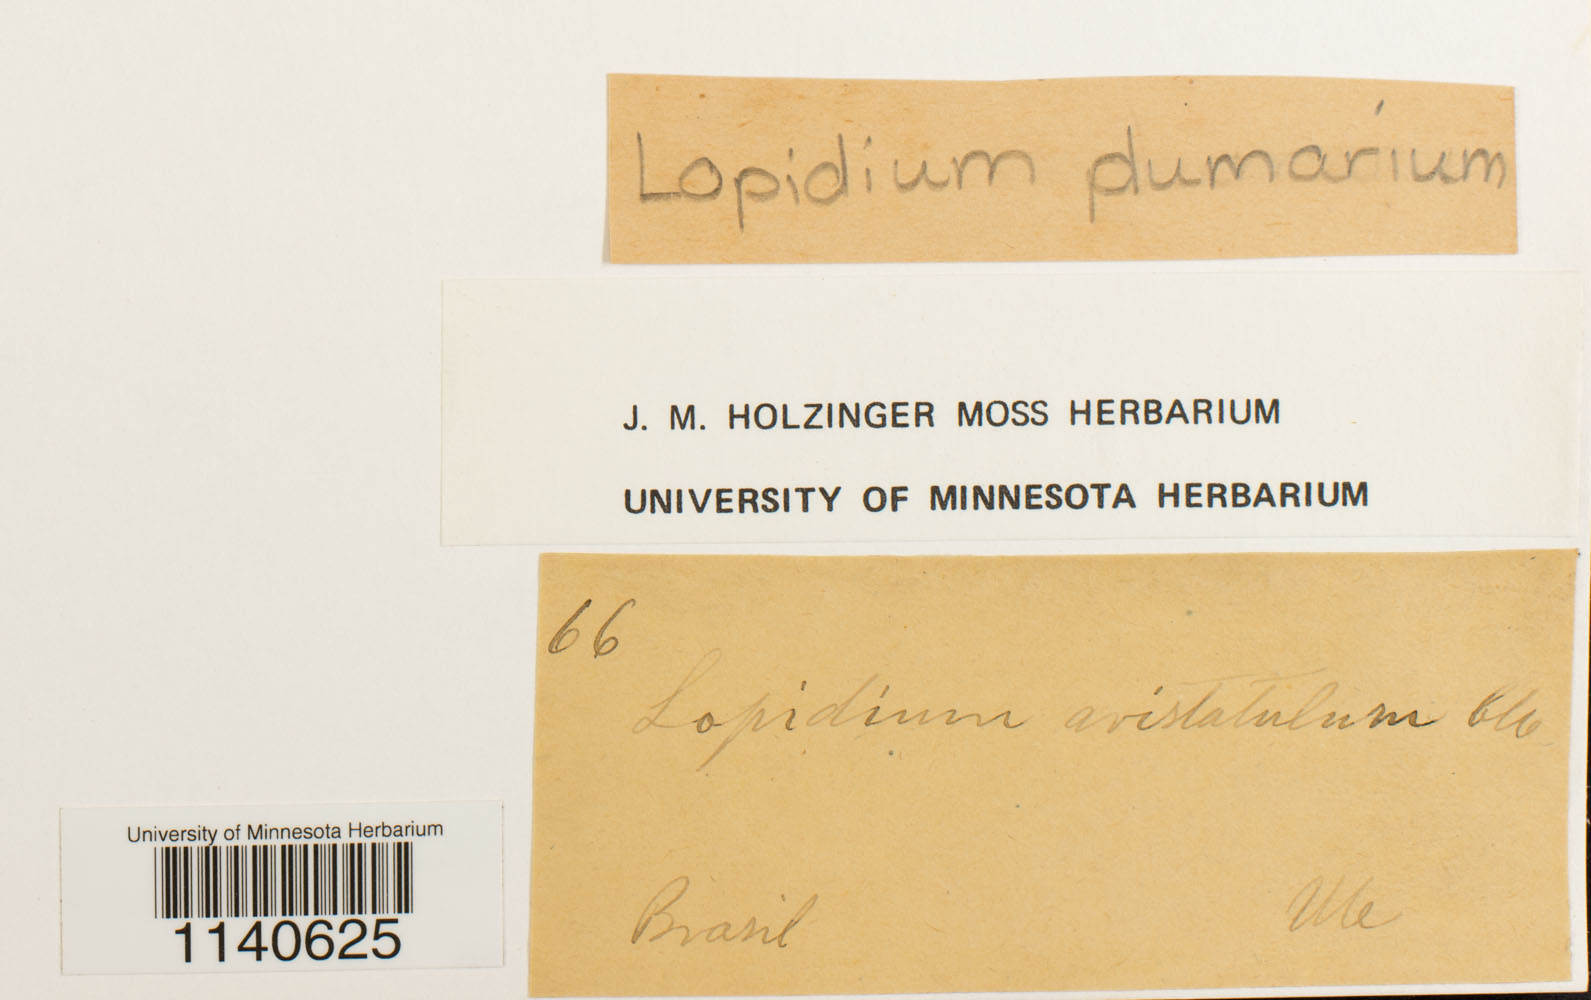 Lopidium plumarium
J. M. HOLZINGER MOSS HERBARIUM
UNIVERSITY OF MINNESOTA HERBARIUM
66
Lopidium aristatulum
Brasil Ule
University of Minnesota Herbarium
1140625